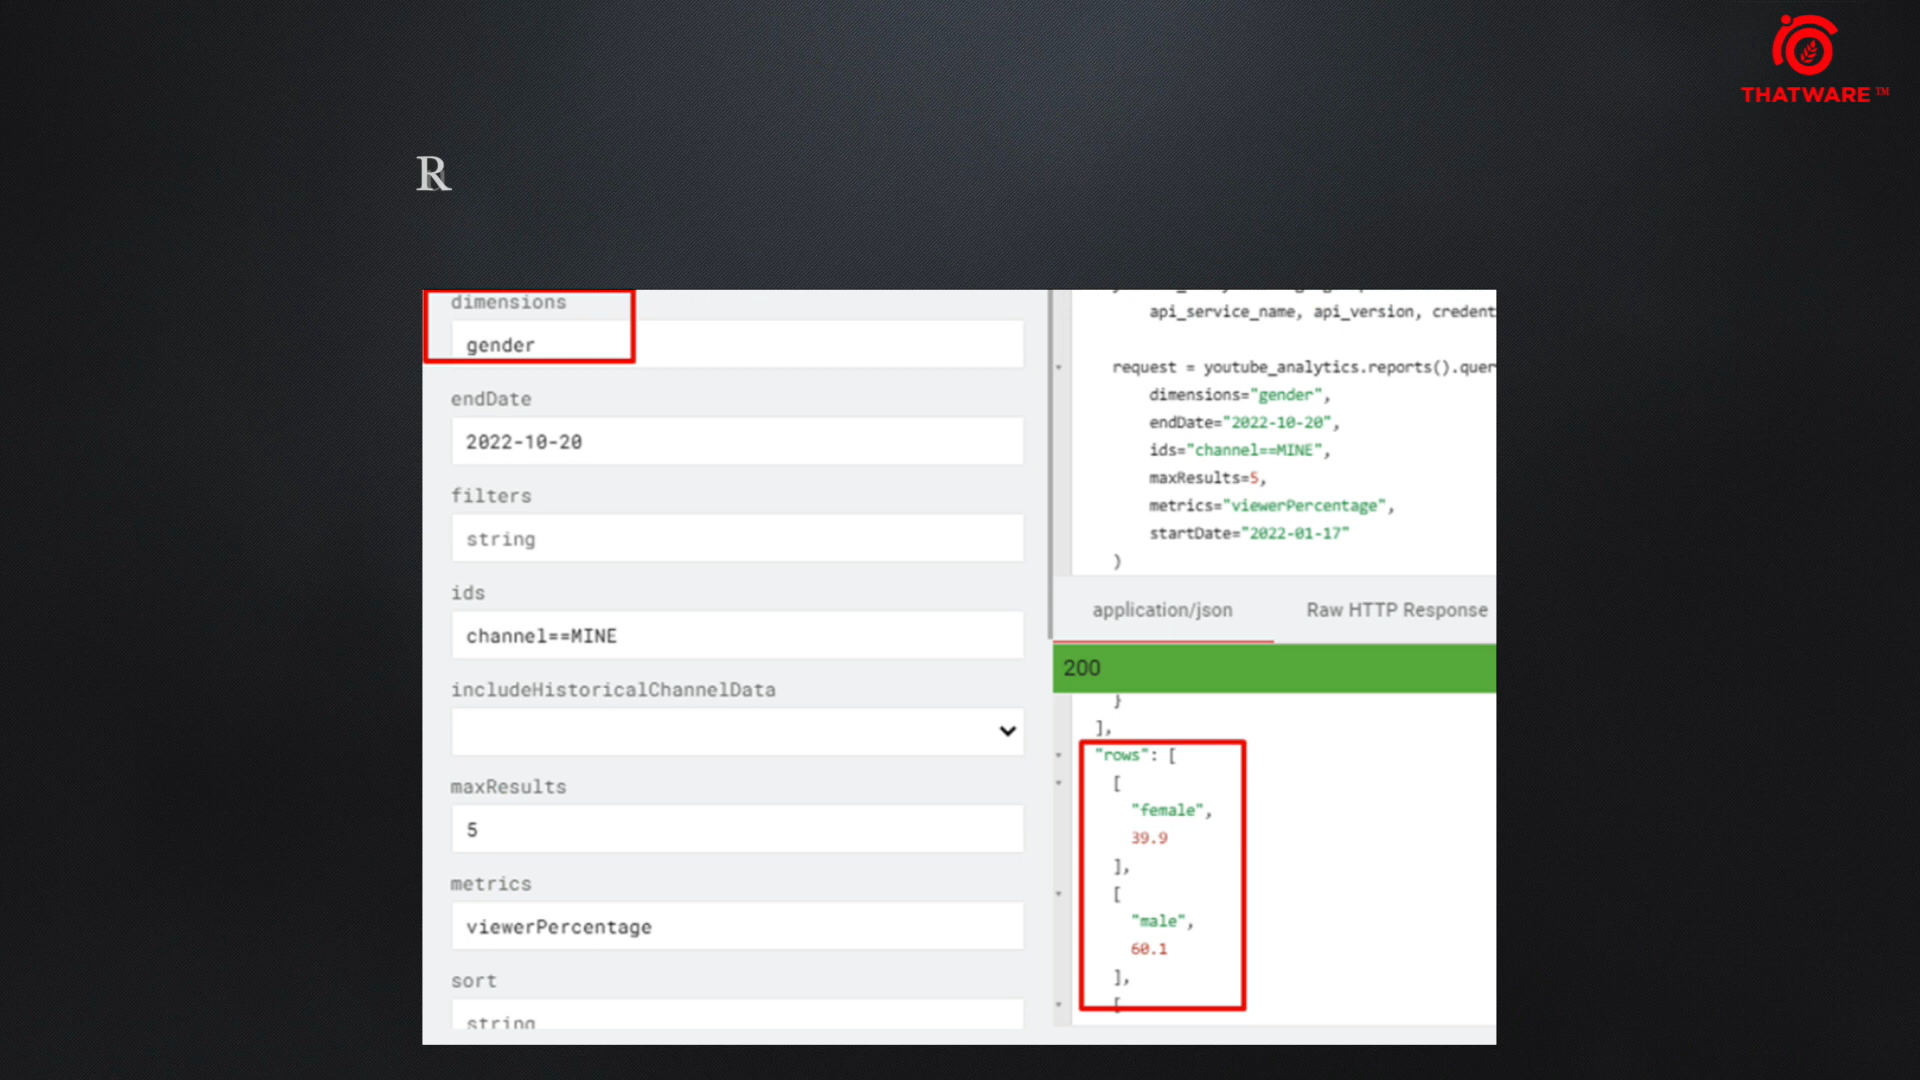 THATWARE™
R
dimensions
gender
endDate
2022-10-20
filters
string
ids
channel==MINE
includeHistoricalChannelData
maxResults
5
metrics
viewerPercentage
sort
string
api_service_name, api_version, credent
request = youtube_analytics.reports().quer
dimensions="gender",
endDate="2022-10-20",
ids="channel==MINE",
maxResults=5,
metrics="viewerPercentage",
startDate="2022-01-17"
)
application/json Raw HTTP Response
200
}
],
"rows": [
[
"female",
39.9
],
[
"male",
60.1
],
[